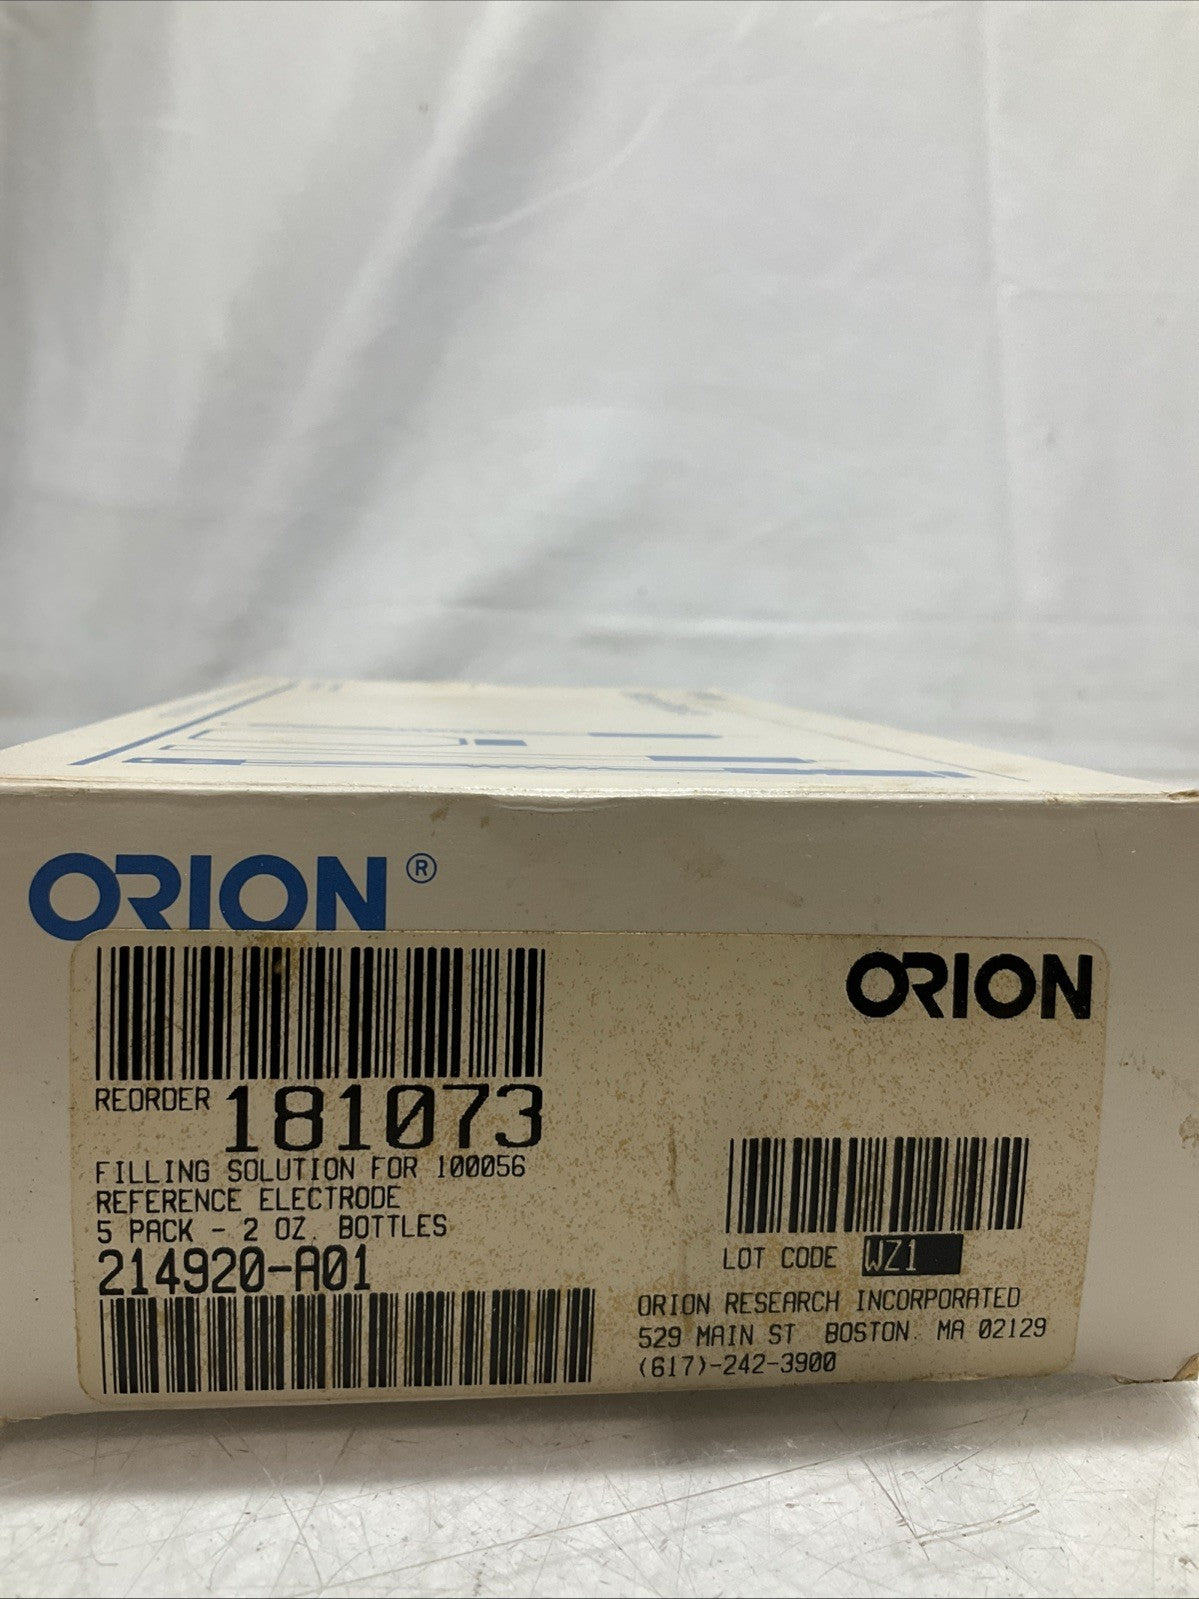 ORION®
ORION
REORDER 181073
FILLING SOLUTION FOR 100056
REFERENCE ELECTRODE
5 PACK - 2 OZ. BOTTLES
214920-A01
LOT CODE WZ1
ORION RESEARCH INCORPORATED
529 MAIN ST BOSTON. MA 02129
(617)-242-3900